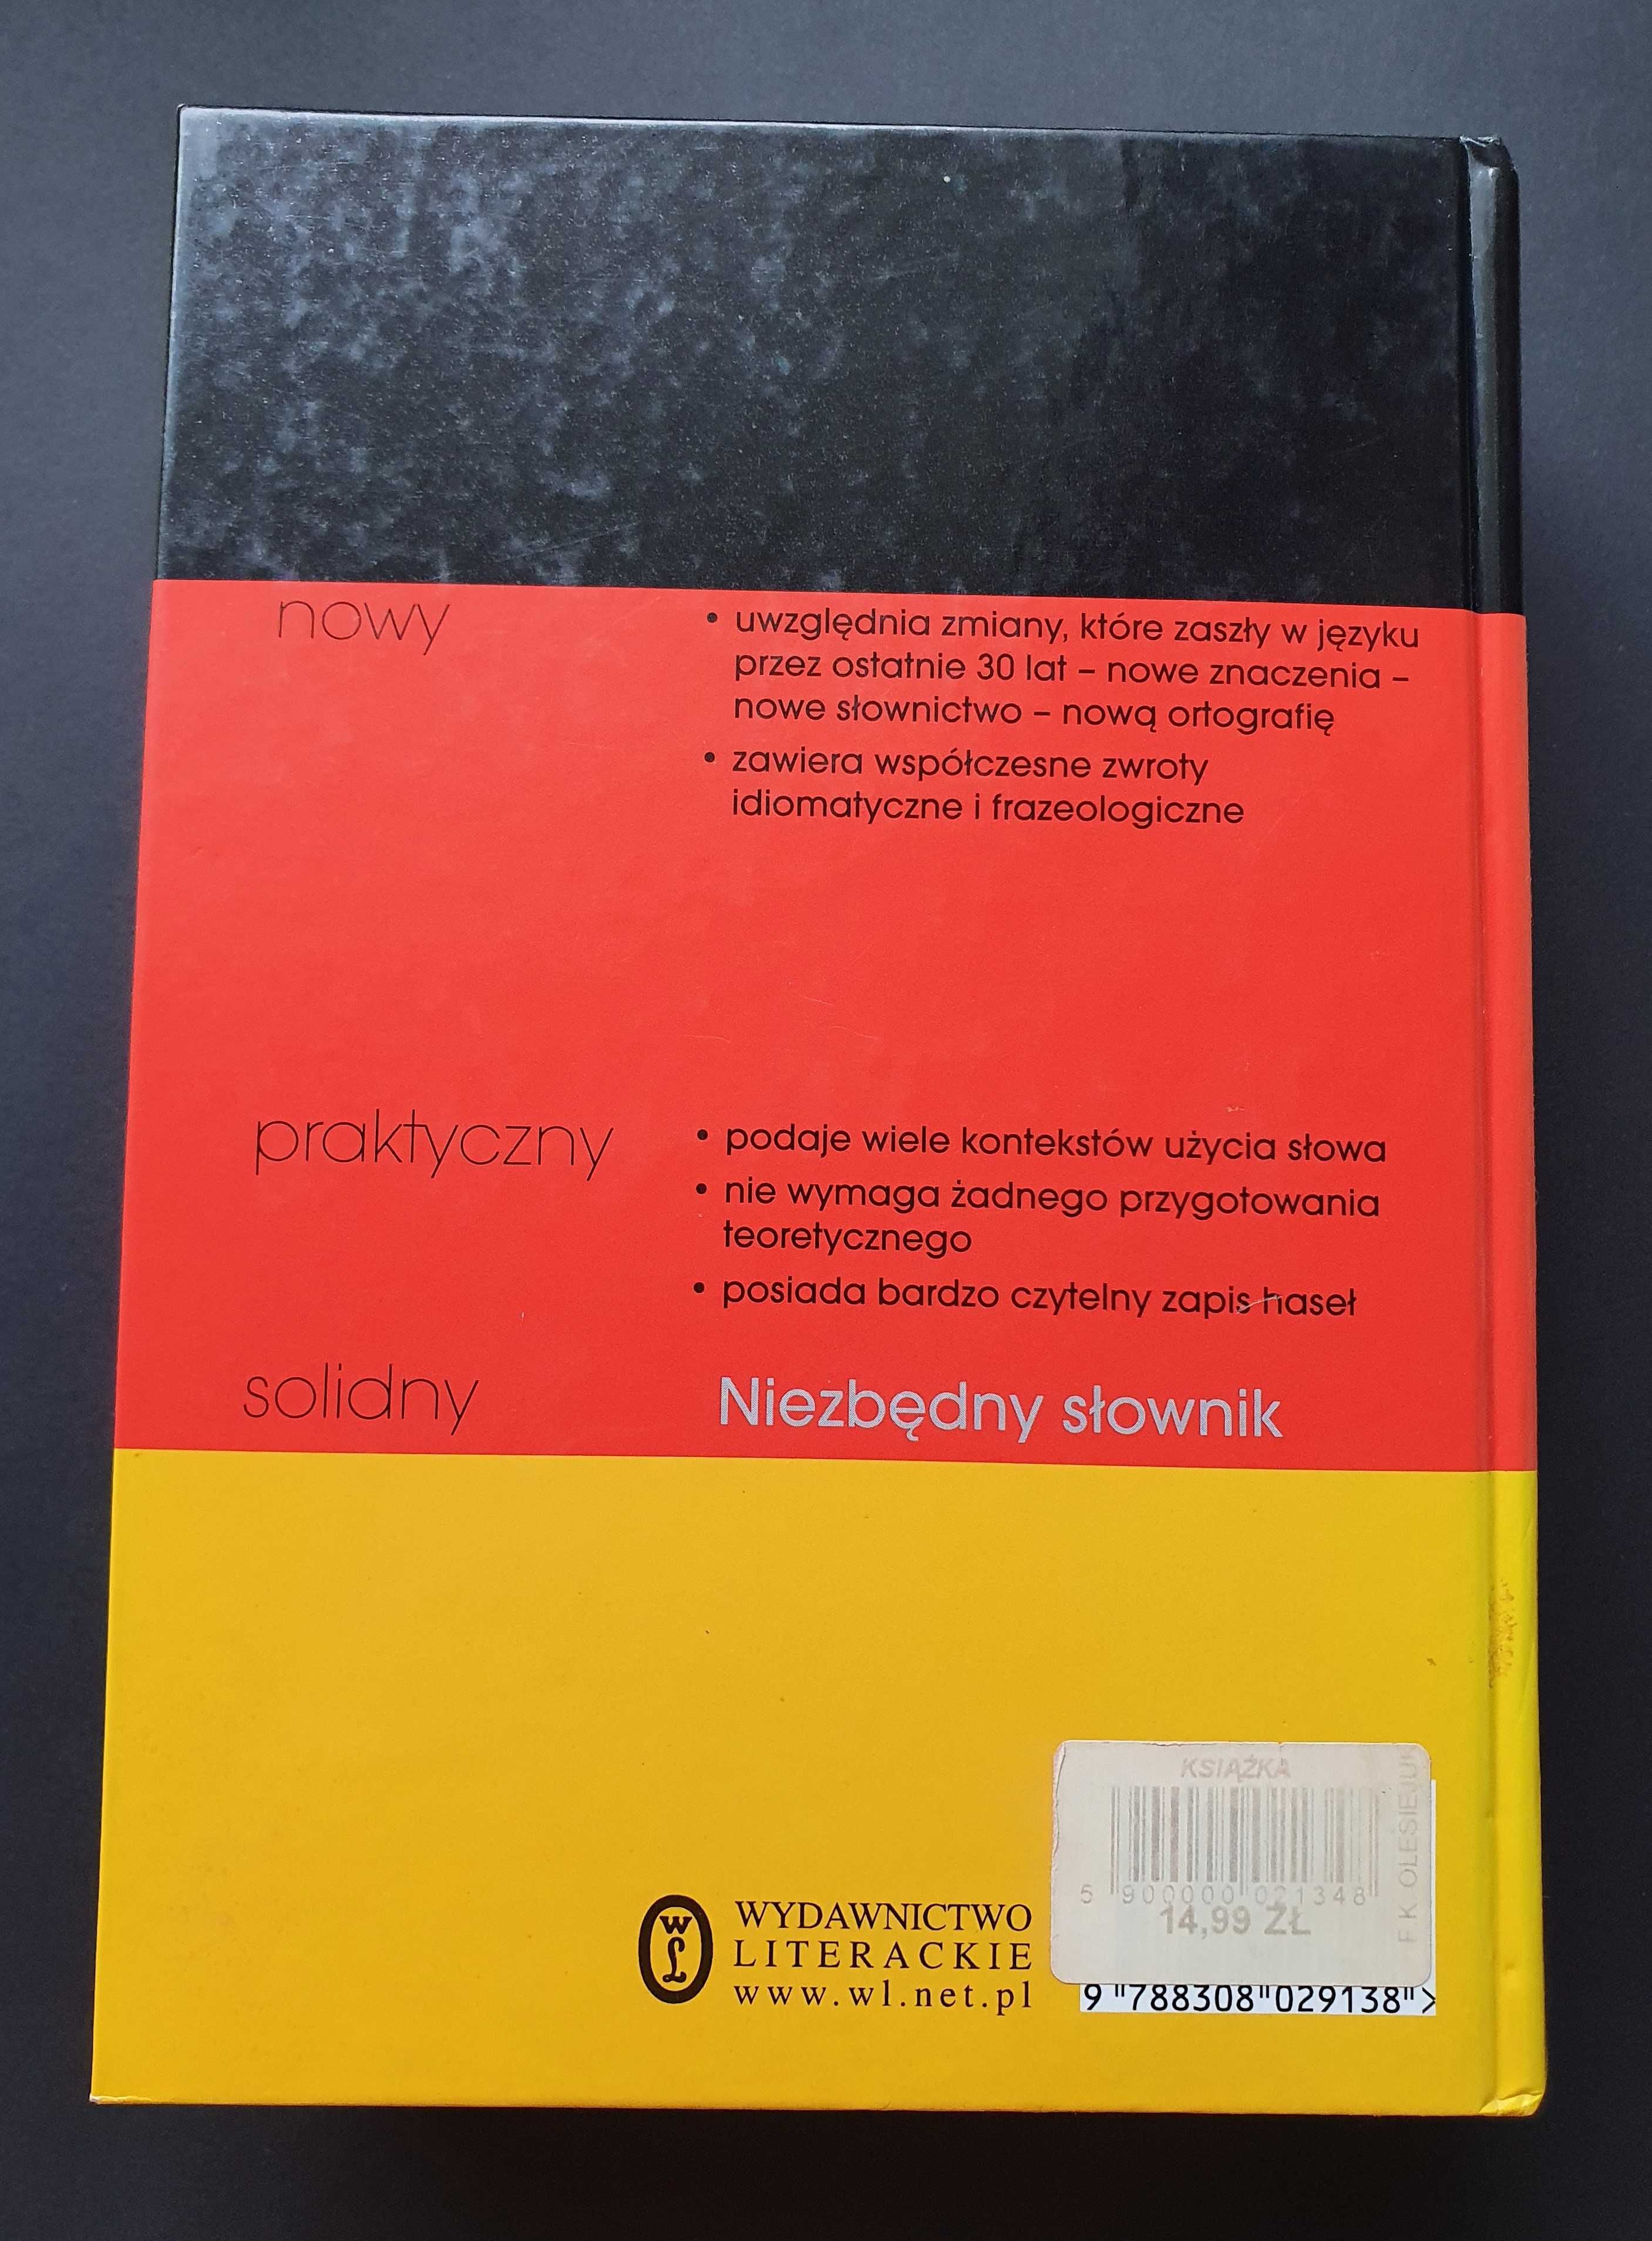 nowy
• uwzględnia zmiany, które zaszły w języku
przez ostatnie 30 lat – nowe znaczenia –
nowe słownictwo – nową ortografię
• zawiera współczesne zwroty
idiomatyczne i frazeologiczne
praktyczny
• podaje wiele kontekstów użycia słowa
• nie wymaga żadnego przygotowania
teoretycznego
• posiada bardzo czytelny zapis haseł
solidny
Niezbędny słownik
KSIĄŻKA
5 900000 021348
14,99 ZŁ
F.K. OLESIEJUK
W
Ł
WYDAWNICTWO
LITERACKIE
www.wl.net.pl
9 "788308"029138">